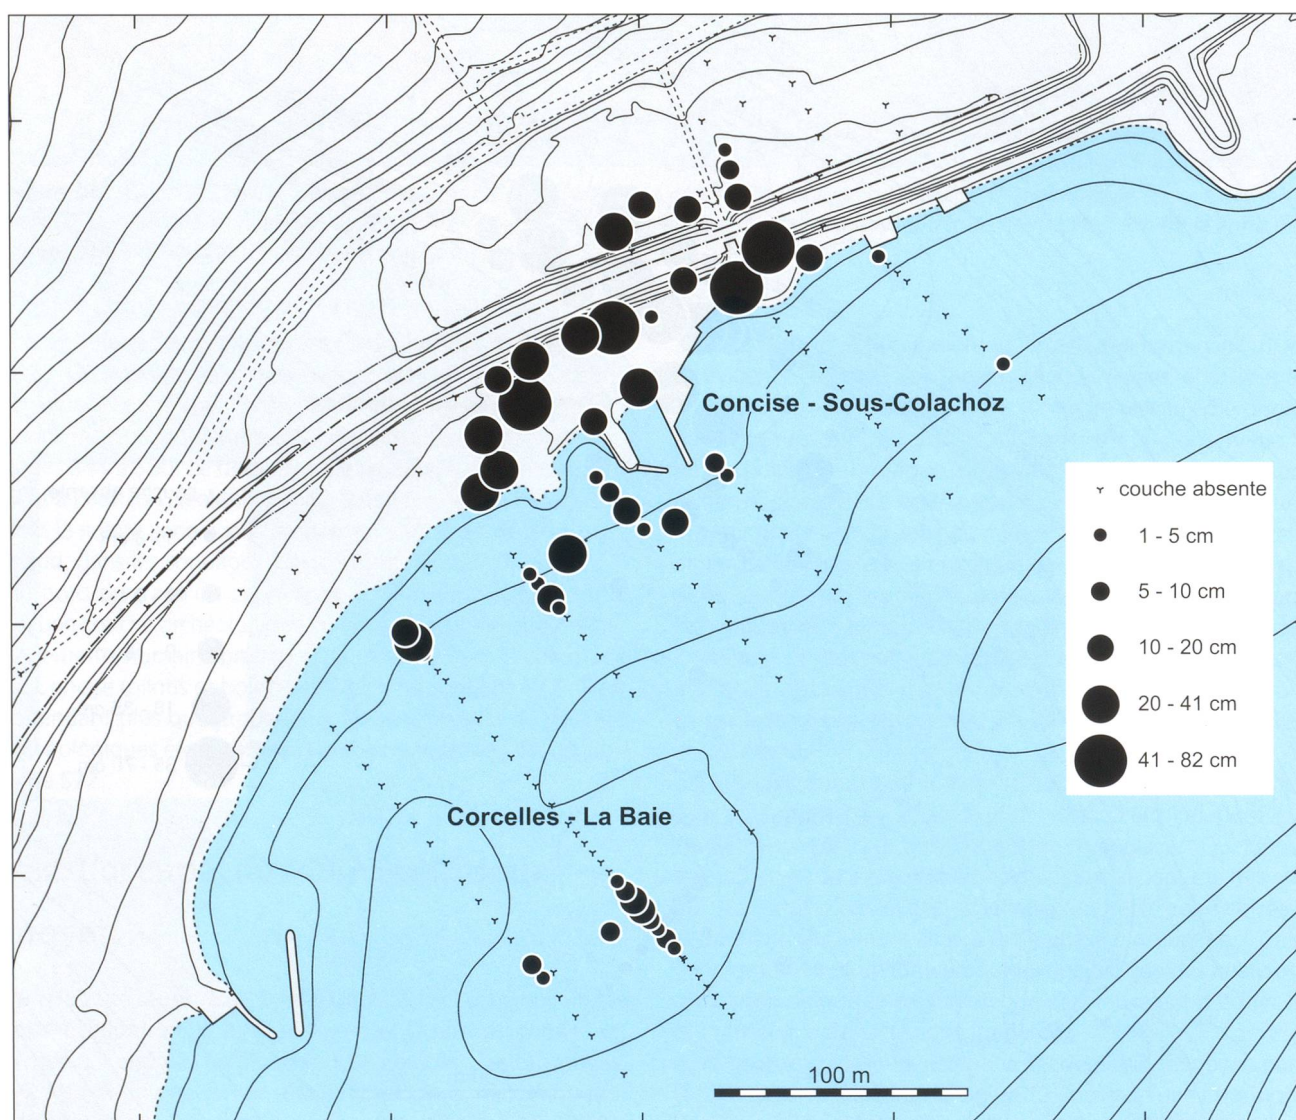 Concise - Sous-Colachoz
couche absente
1 - 5 cm
5 - 10 cm
10 - 20 cm
20 - 41 cm
41 - 82 cm
Corcelles - La Baie
100 m